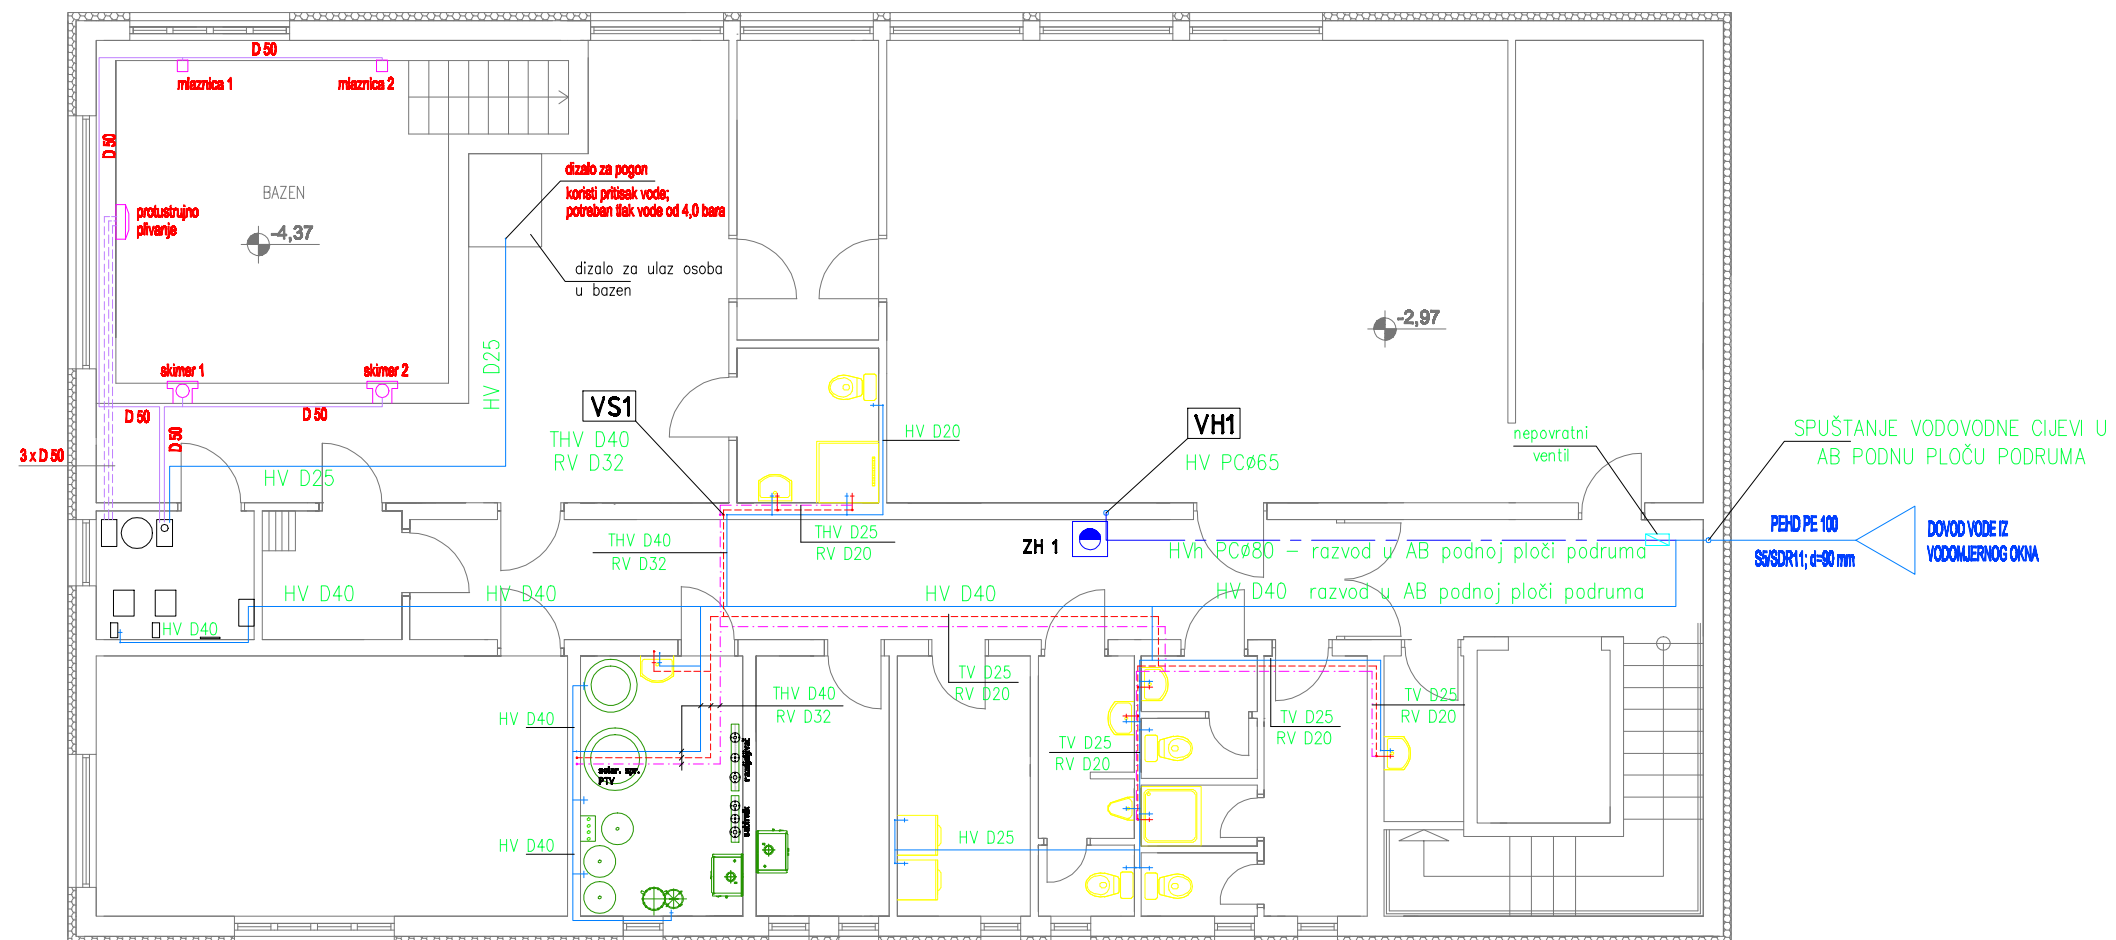 D 50
mlaznica 1
mlaznica 2
D 50
BAZEN
dizalo za pogon
koristi pritisak vode;
potreban tlak vode od 4,0 bara
protustrujno
plivanje
-4,37
dizalo za ulaz osoba
u bazen
-2,97
HV D25
skimer 1
skimer 2
D 50
D 50
D 50
3 x D 50
HV D25
VS1
THV D40
RV D32
HV D20
VH1
HV PCø65
nepovratni
ventil
SPUŠTANJE VODOVODNE CIJEVI U
AB PODNU PLOČU PODRUMA
PEHD PE 100
S5/SDR11; d=90 mm
DOVOD VODE IZ
VODOMJERNOG OKNA
THV D40
RV D32
THV D25
RV D20
ZH 1
HVh PCø80 – razvod u AB podnoj ploči podruma
HV D40
HV D40
HV D40
HV D40 razvod u AB podnoj ploči podruma
HV D40
HV D40
THV D40
RV D32
TV D25
RV D20
TV D25
RV D20
TV D25
RV D20
TV D25
RV D20
solar. spr.
PTV
razdjeljivač
sabirnik
HV D40
HV D25